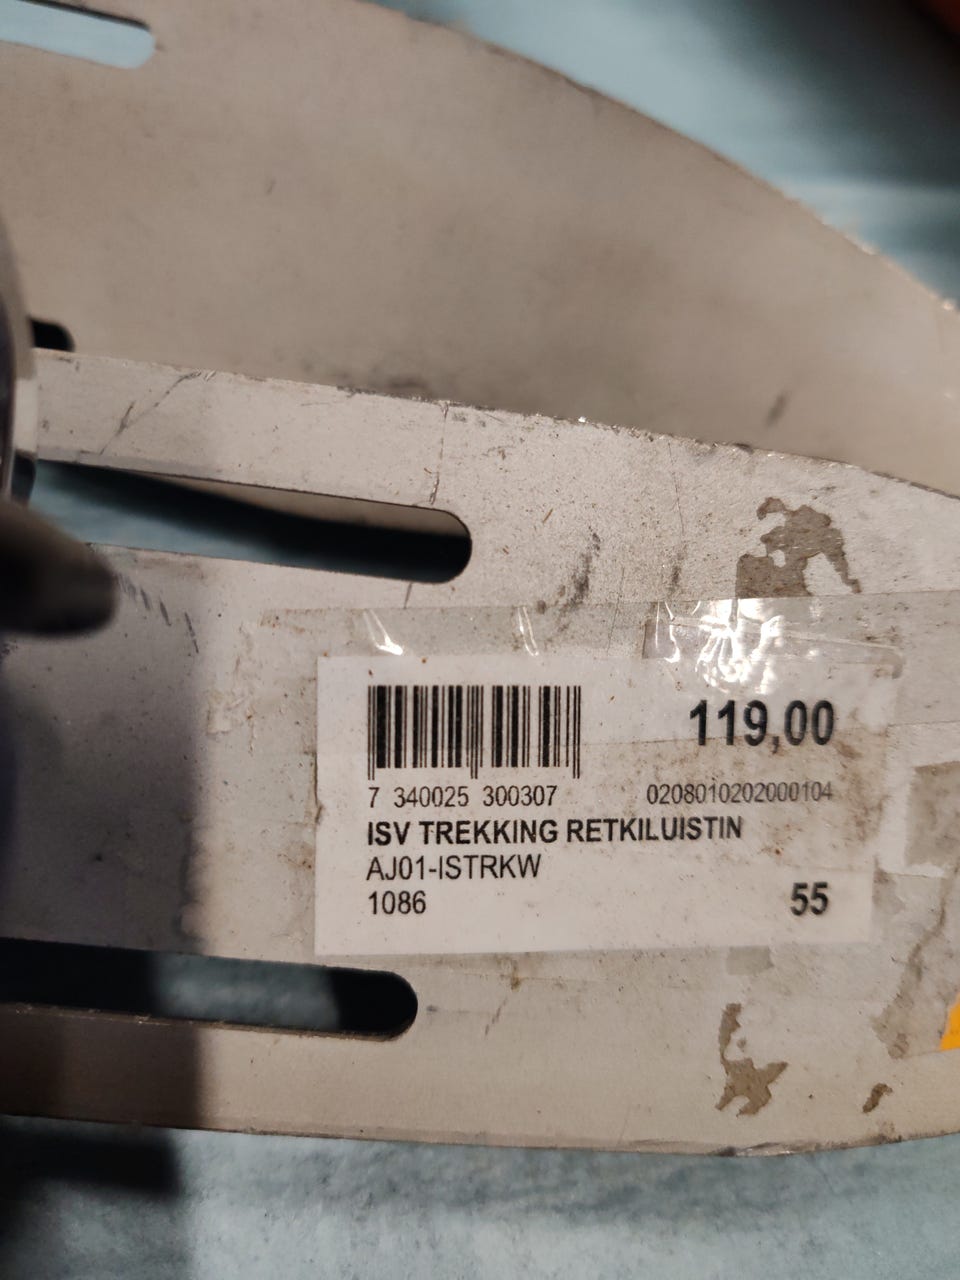 119,00
7 340025 300307 0208010202000104
ISV TREKKING RETKILUISTIN
AJ01-ISTRKW
1086 55